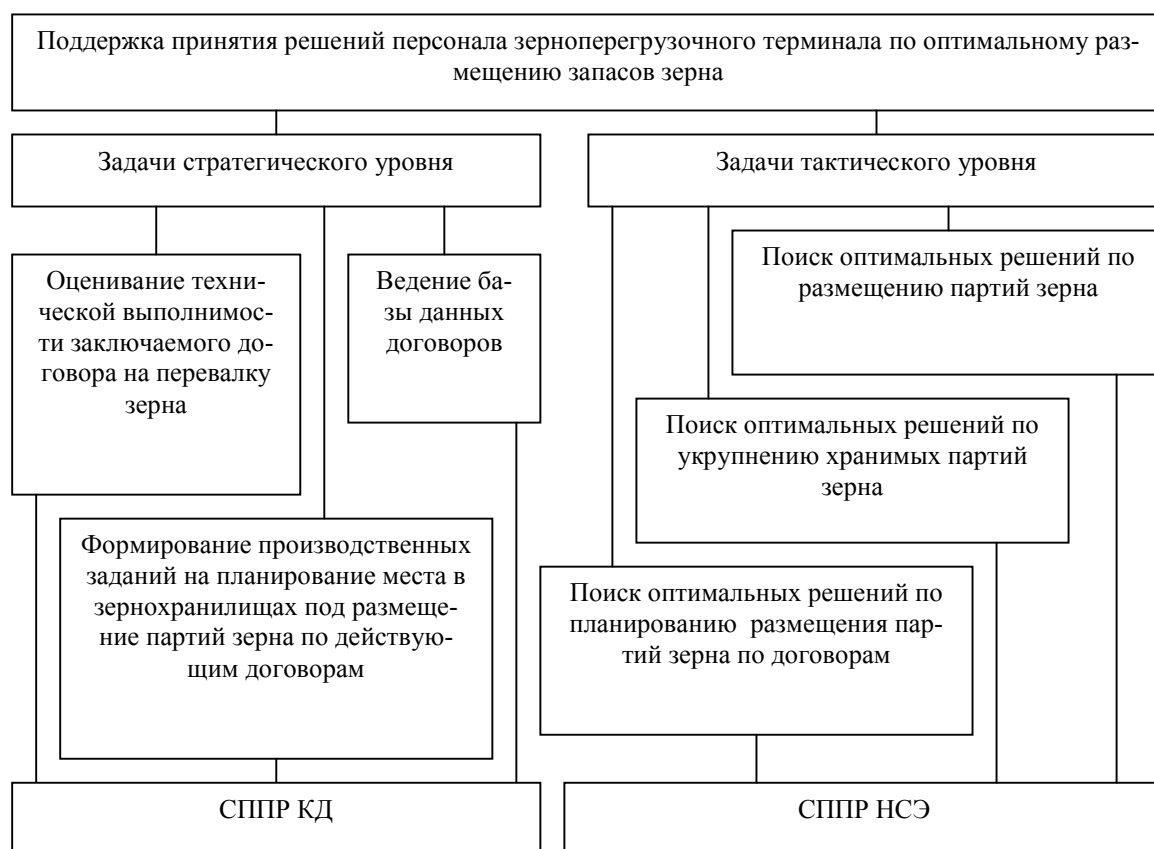 Поддержка принятия решений персонала зерноперегрузочного терминала по оптимальному раз-
мещению запасов зерна
Задачи стратегического уровня
Задачи тактического уровня
Оценивание техни-
ческой выполнимос-
ти заключаемого до-
говора на перевалку
зерна
Ведение ба-
зы данных
договоров
Поиск оптимальных решений по
размещению партий зерна
Поиск оптимальных решений по
укрупнению хранимых партий
зерна
Формирование производственных
заданий на планирование места в
зернохранилищах под размеще-
ние партий зерна по действую-
щим договорам
Поиск оптимальных решений по
планированию размещения пар-
тий зерна по договорам
СППР КД
СППР НСЭ